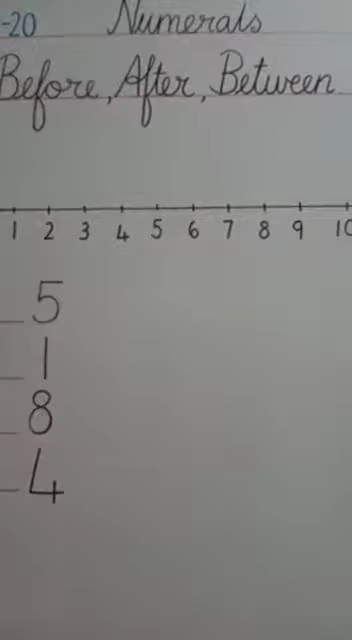 -20 Numerals
Before, After, Between
1 2 3 4 5 6 7 8 9 10
_ 5
_ 1
_ 8
_ 4